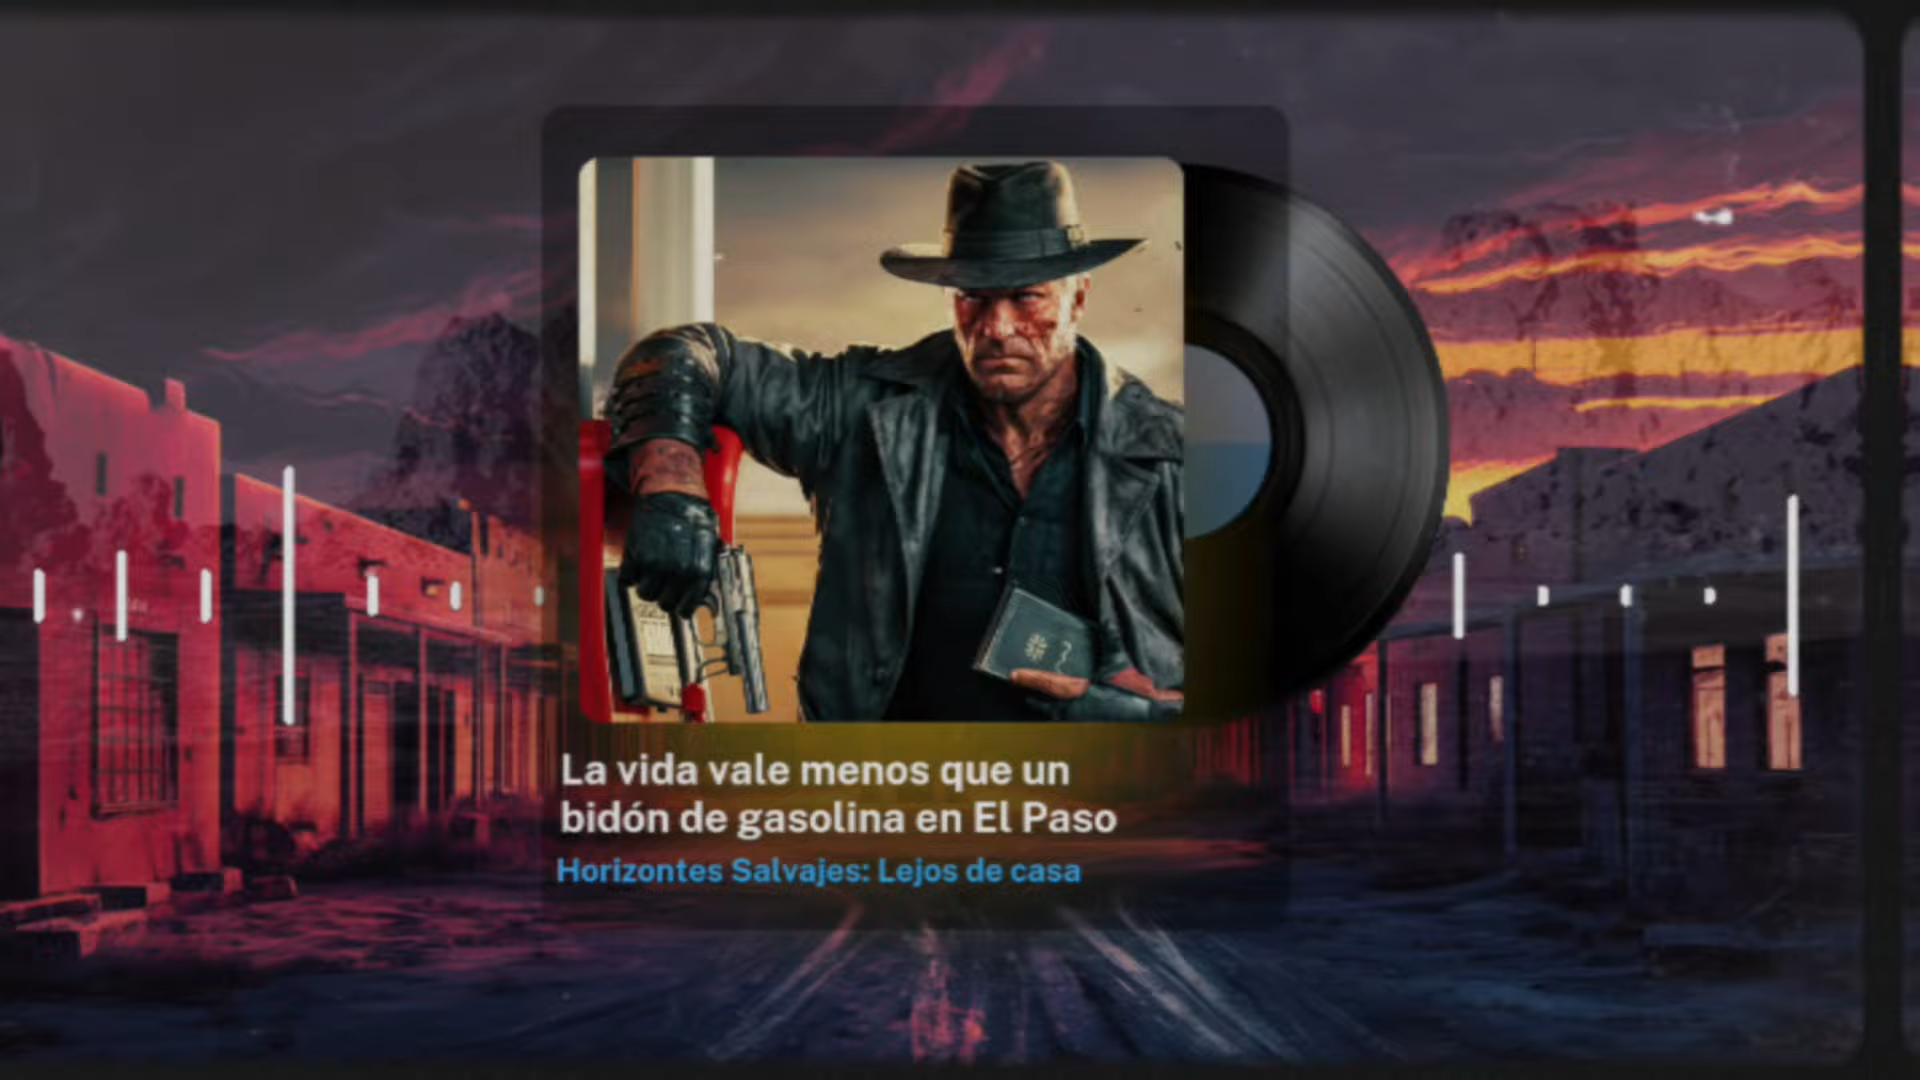 La vida vale menos que un
bidón de gasolina en El Paso
Horizontes Salvajes: Lejos de casa